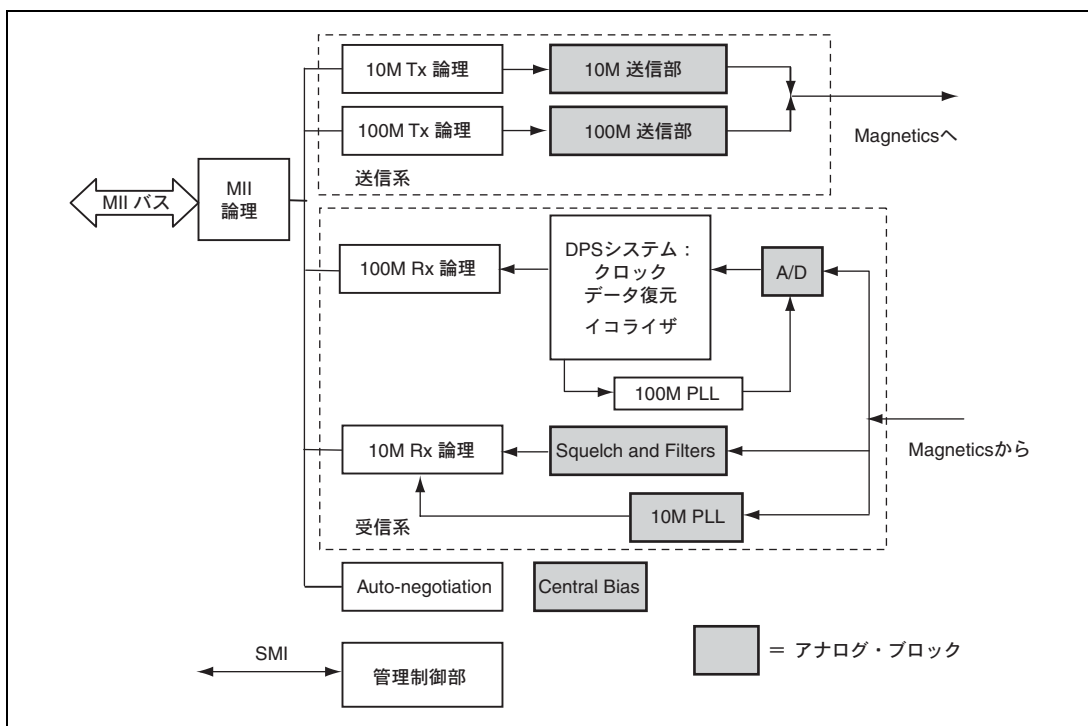 10M Tx 論理
10M 送信部
100M Tx 論理
100M 送信部
Magneticsへ
送信系
MII バス
MII
論理
100M Rx 論理
DPSシステム：
クロック
データ復元
イコライザ
A/D
100M PLL
10M Rx 論理
Squelch and Filters
Magneticsから
10M PLL
受信系
Auto-negotiation
Central Bias
SMI
管理制御部
＝ アナログ・ブロック